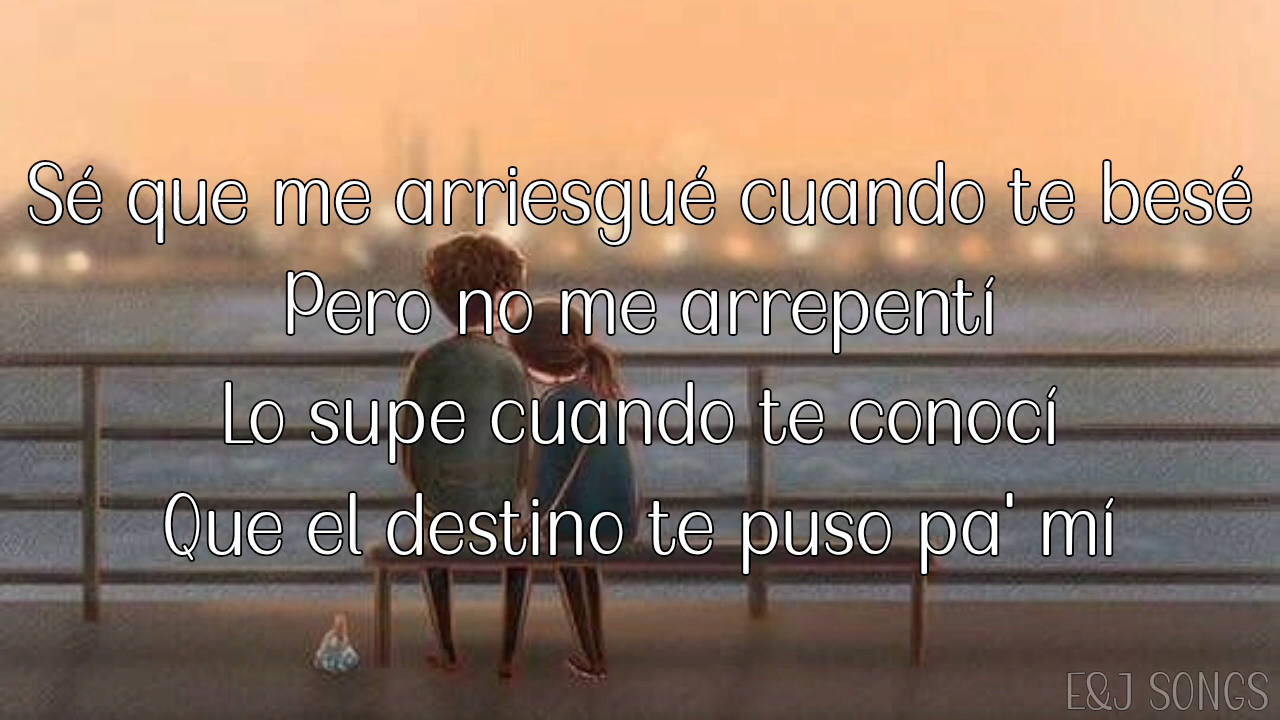 Sé que me arriesgué cuando te besé
Pero no me arrepentí
Lo supe cuando te conocí
Que el destino te puso pa' mí
E&J SONGS